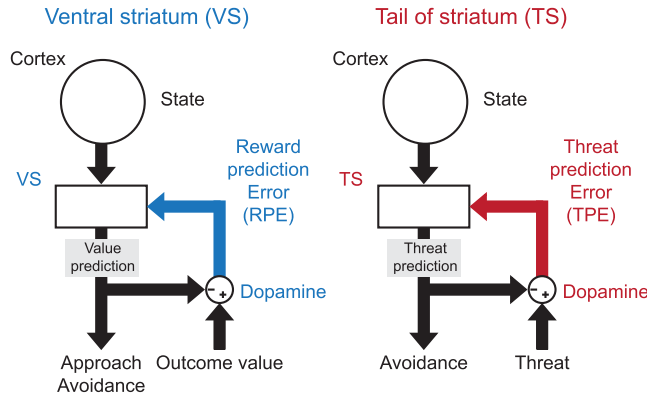 Ventral striatum (VS)
Cortex
State
VS
Reward
prediction
Error
(RPE)
Value
prediction
- +
Dopamine
Approach
Avoidance
Outcome value
Tail of striatum (TS)
Cortex
State
TS
Threat
prediction
Error
(TPE)
Threat
prediction
- +
Dopamine
Avoidance
Threat